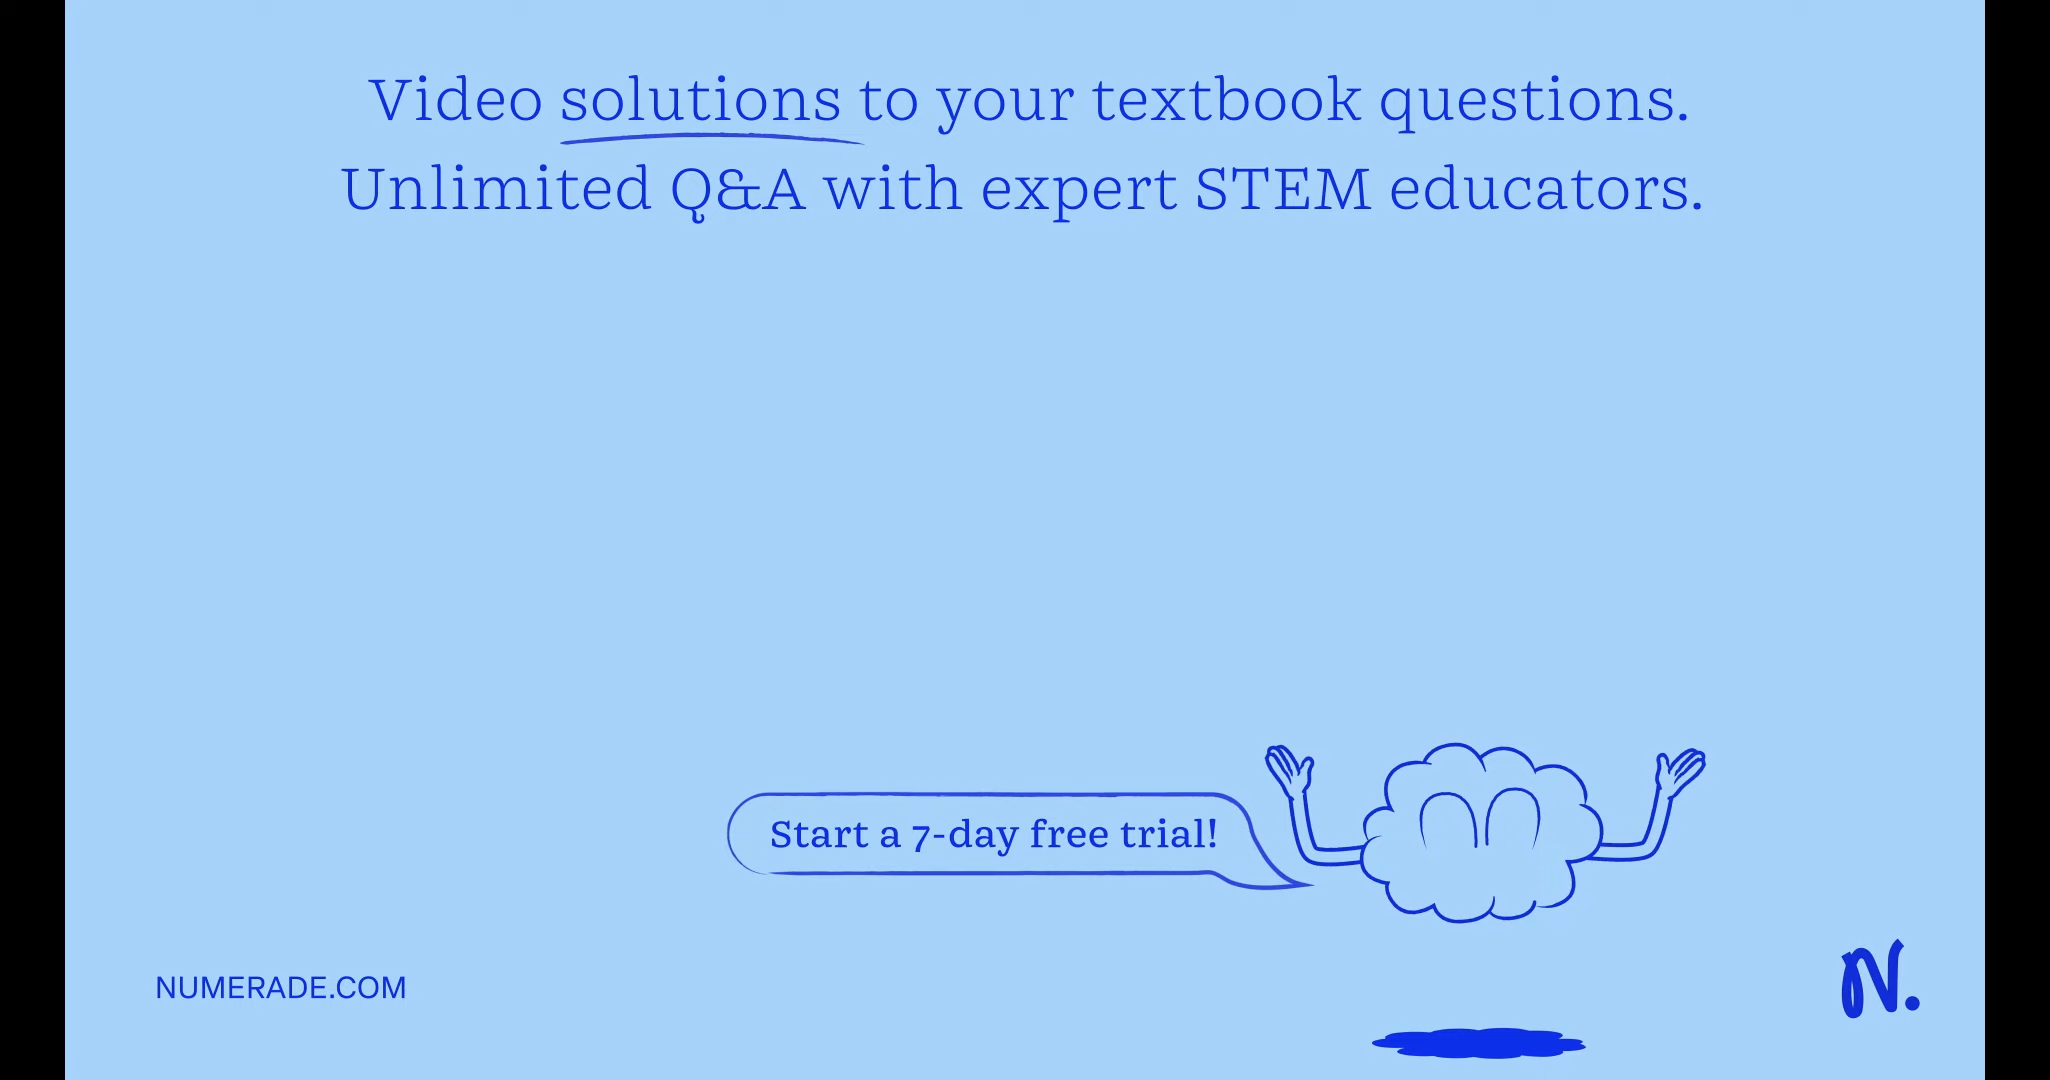 Video solutions to your textbook questions.
Unlimited Q&A with expert STEM educators.
Start a 7-day free trial!
NUMERADE.COM
N.